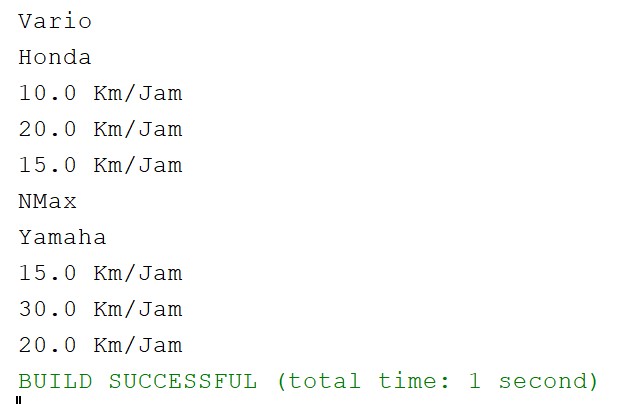 Vario
Honda
10.0 Km/Jam
20.0 Km/Jam
15.0 Km/Jam
NMax
Yamaha
15.0 Km/Jam
30.0 Km/Jam
20.0 Km/Jam
BUILD SUCCESSFUL (total time: 1 second)